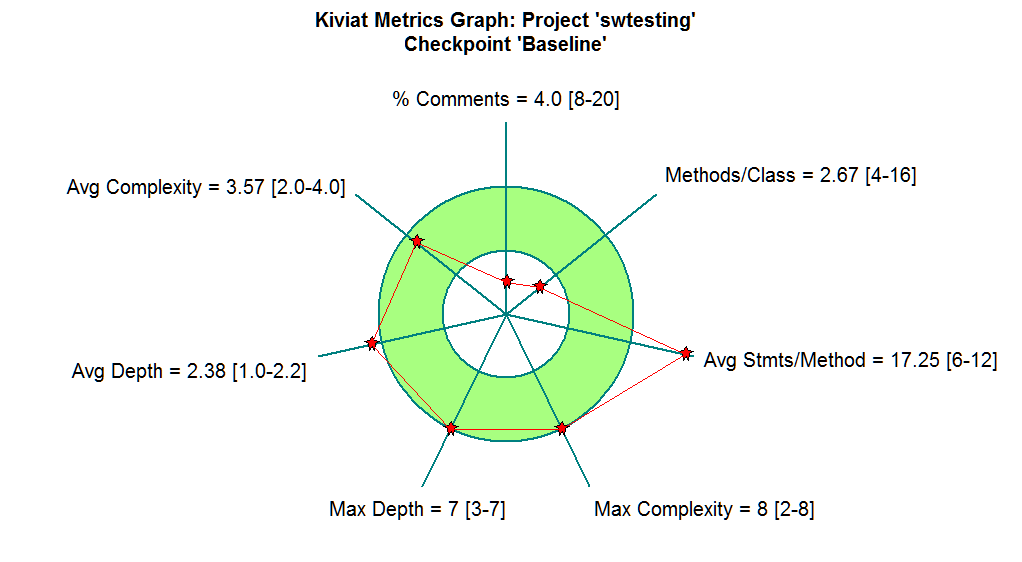 Kiviat Metrics Graph: Project 'swtesting'
Checkpoint 'Baseline'
% Comments = 4.0 [8-20]
Methods/Class = 2.67 [4-16]
Avg Complexity = 3.57 [2.0-4.0]
Avg Stmts/Method = 17.25 [6-12]
Avg Depth = 2.38 [1.0-2.2]
Max Depth = 7 [3-7]
Max Complexity = 8 [2-8]